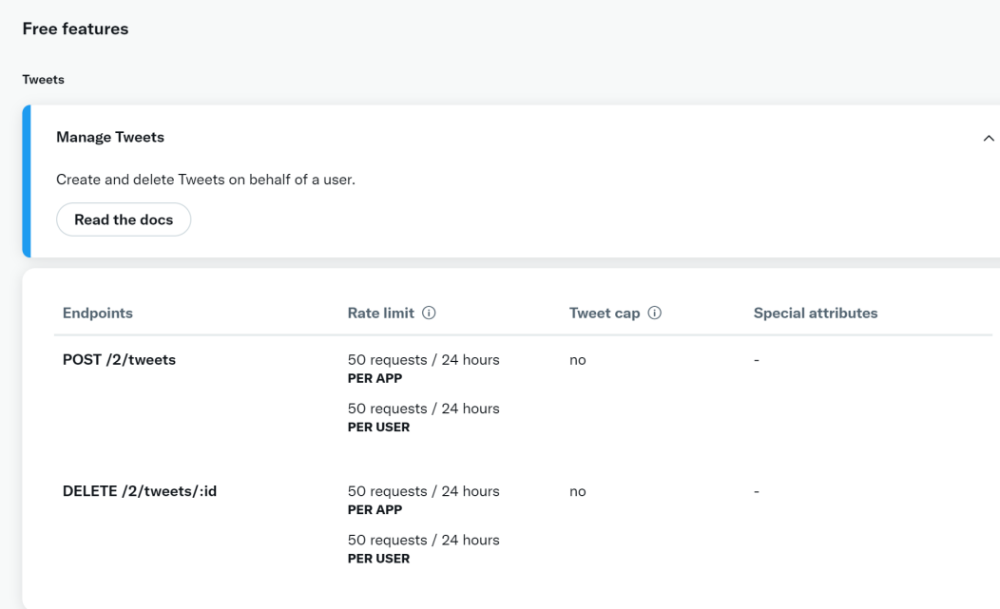 Free features
Tweets
Manage Tweets
Create and delete Tweets on behalf of a user.
Read the docs
Endpoints Rate limit Tweet cap Special attributes
POST /2/tweets 50 requests / 24 hours no -
PER APP
50 requests / 24 hours
PER USER
DELETE /2/tweets/:id 50 requests / 24 hours no -
PER APP
50 requests / 24 hours
PER USER